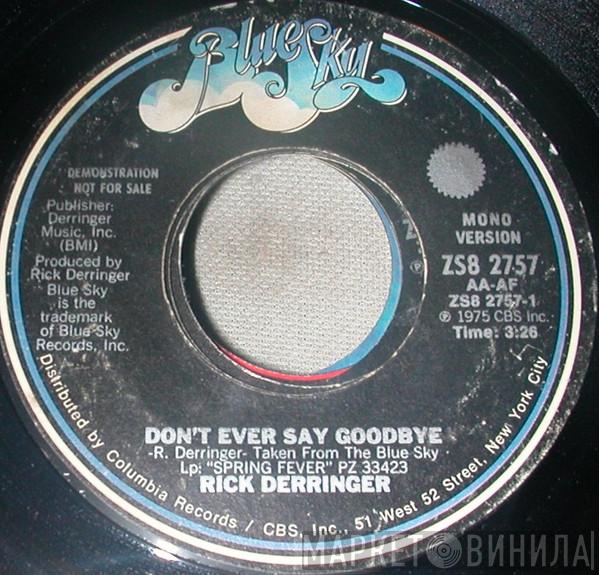 Blue Sky
DEMONSTRATION
NOT FOR SALE
Publisher:
Derringer
Music, Inc.
(BMI)
Produced by
Rick Derringer
Blue Sky
is the
trademark
of Blue Sky
Records, Inc.
MONO
VERSION
ZS8 2757
AA-AF
ZS8 2757-1
℗ 1975 CBS Inc.
Time: 3:26
DON'T EVER SAY GOODBYE
-R. Derringer- Taken From The Blue Sky
Lp: "SPRING FEVER" PZ 33423
RICK DERRINGER
Distributed by Columbia Records / CBS, Inc., 51 West 52 Street, New York City
МАРКЕТ ВИНИЛА